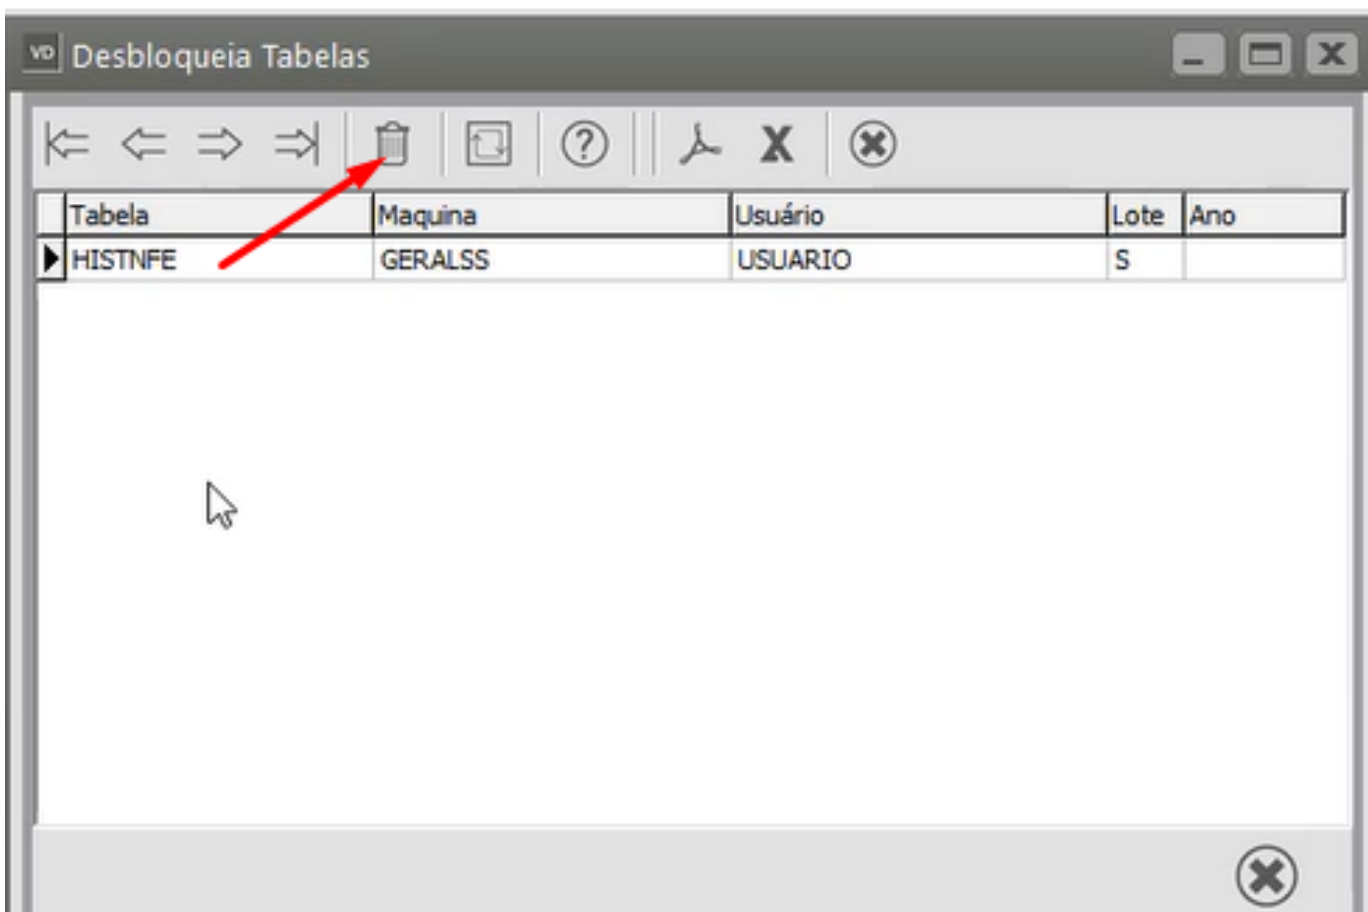 VD Desbloqueia Tabelas
Tabela Maquina Usuário Lote Ano
HISTNFE GERALSS USUARIO S